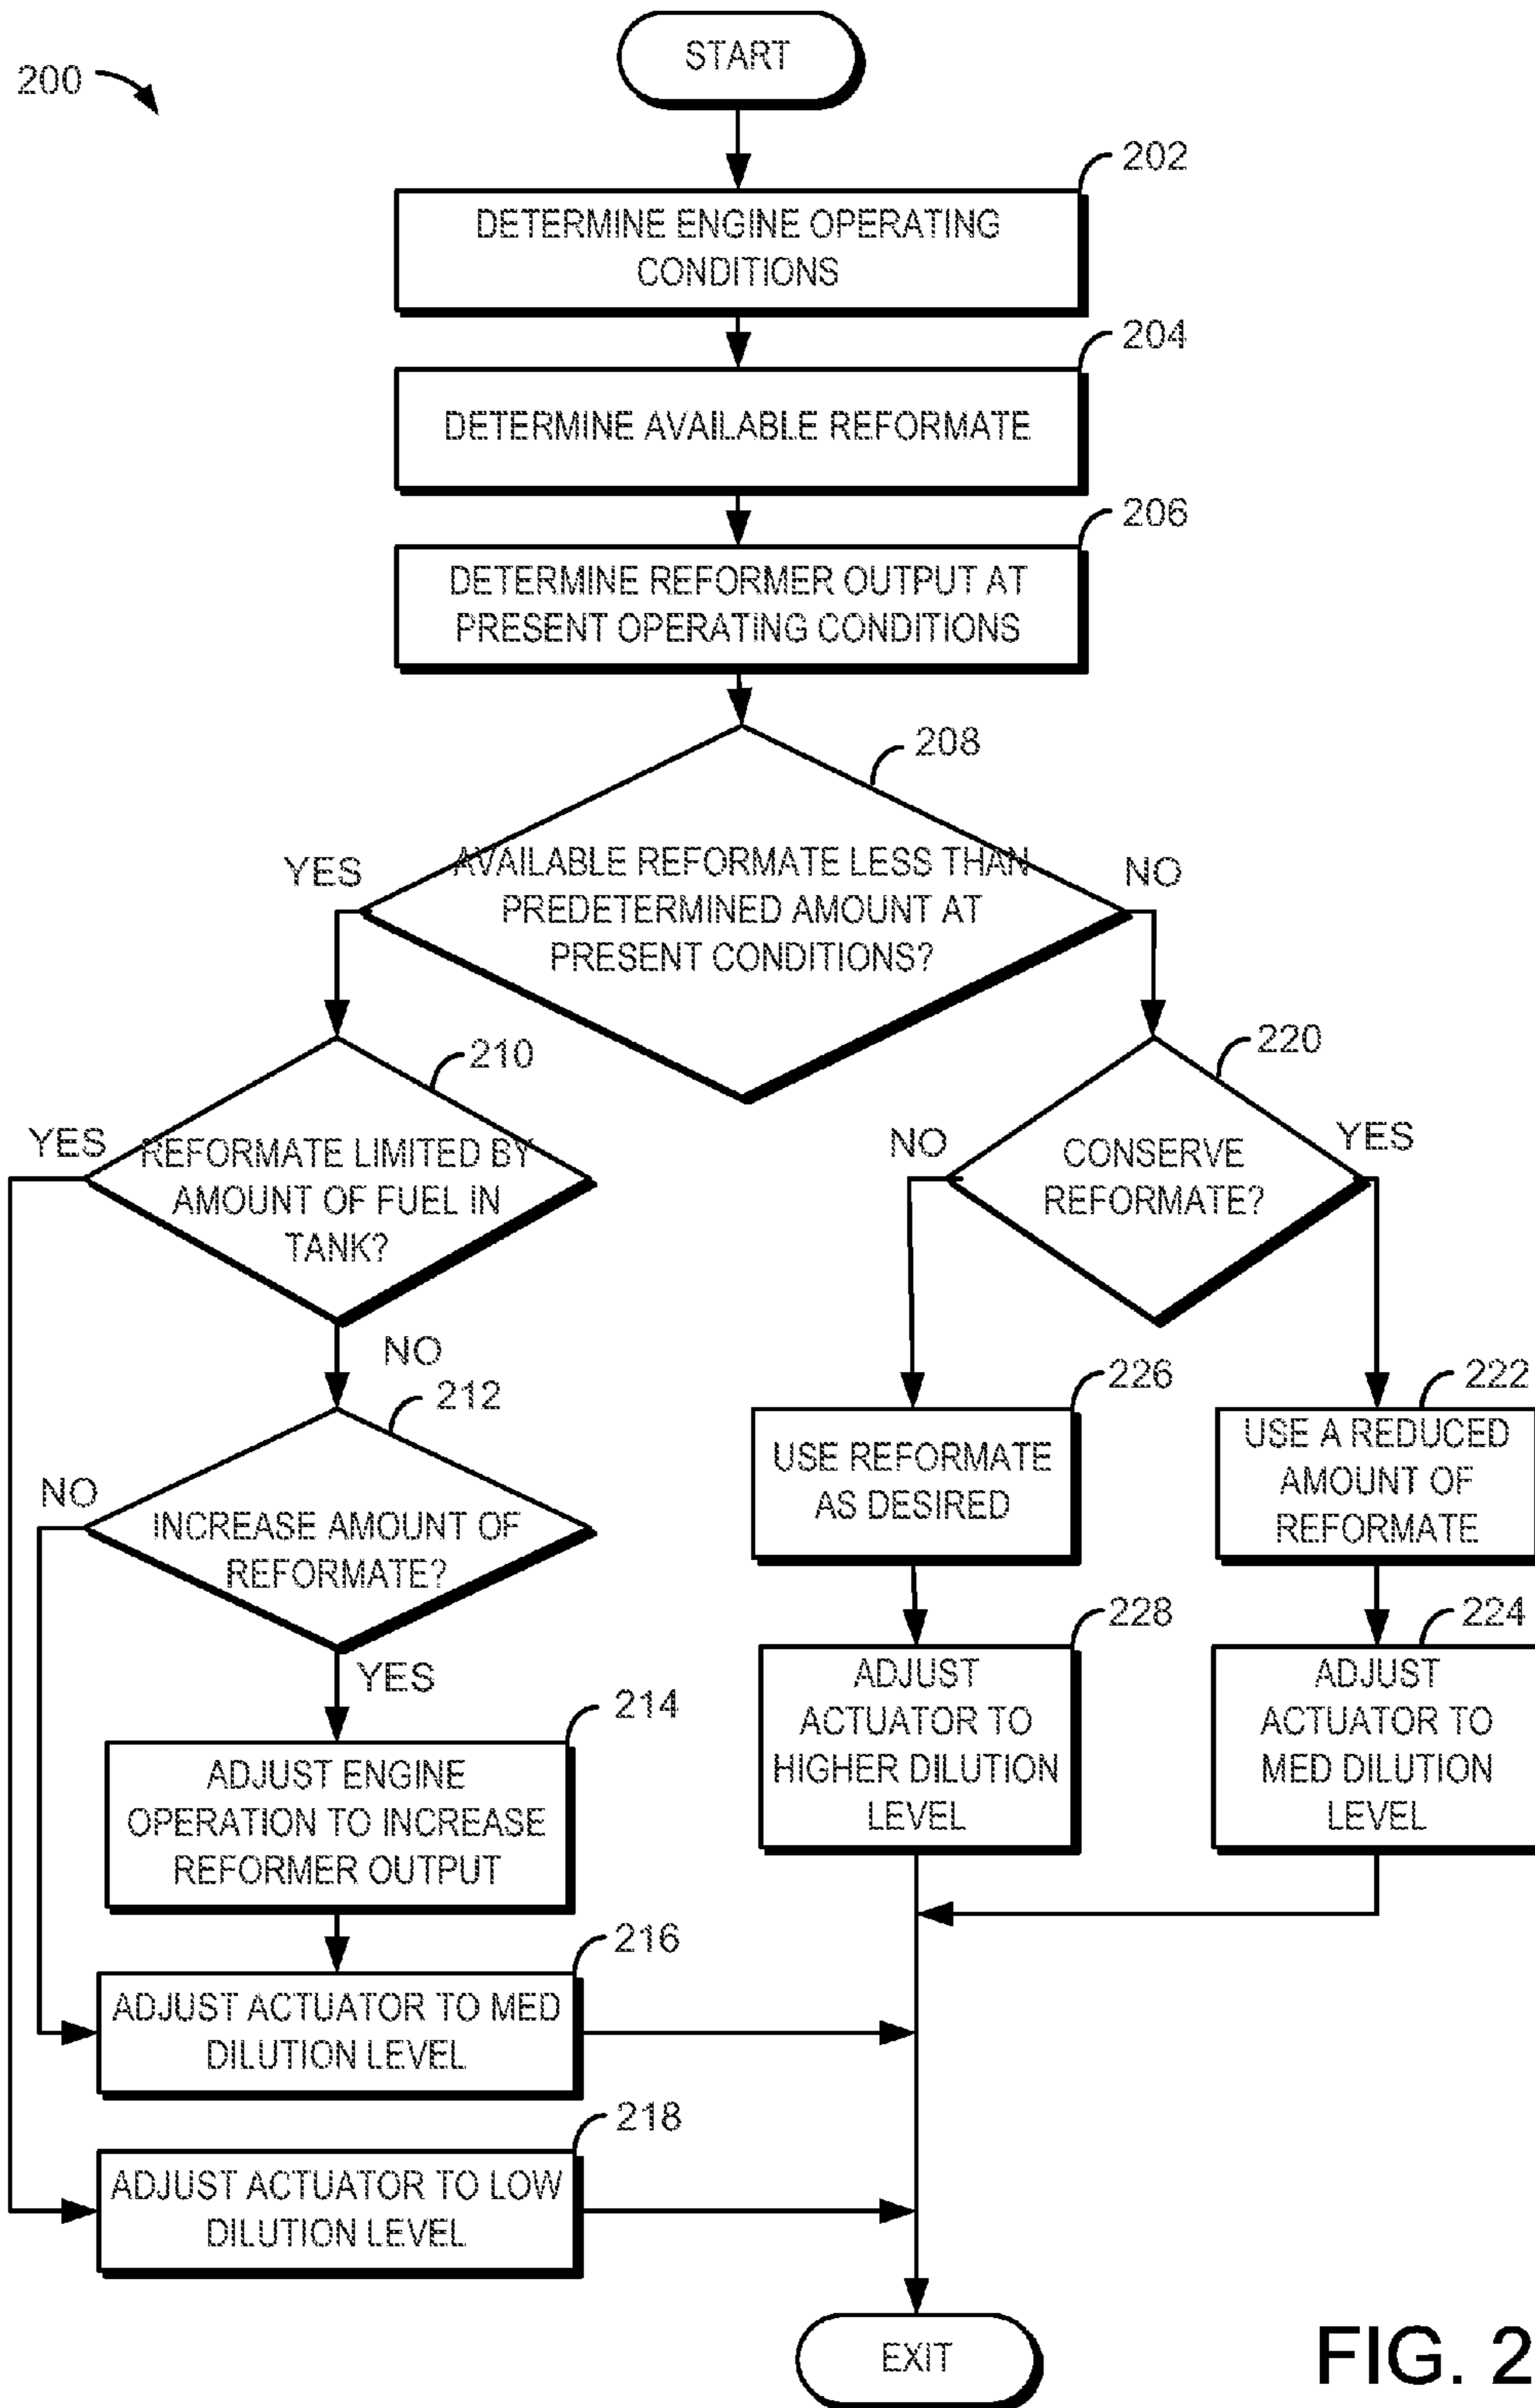 START
200
202
DETERMINE ENGINE OPERATING
CONDITIONS
204
DETERMINE AVAILABLE REFORMATE
206
DETERMINE REFORMER OUTPUT AT
PRESENT OPERATING CONDITIONS
208
YES
AVAILABLE REFORMATE LESS THAN
PREDETERMINED AMOUNT AT
PRESENT CONDITIONS?
NO
210
YES
REFORMATE LIMITED BY
AMOUNT OF FUEL IN
TANK?
NO
220
NO
CONSERVE
REFORMATE?
YES
212
NO
INCREASE AMOUNT OF
REFORMATE?
YES
226
USE REFORMATE
AS DESIRED
222
USE A REDUCED
AMOUNT OF
REFORMATE
214
ADJUST ENGINE
OPERATION TO INCREASE
REFORMER OUTPUT
228
ADJUST
ACTUATOR TO
HIGHER DILUTION
LEVEL
224
ADJUST
ACTUATOR TO
MED DILUTION
LEVEL
216
ADJUST ACTUATOR TO MED
DILUTION LEVEL
218
ADJUST ACTUATOR TO LOW
DILUTION LEVEL
EXIT
FIG. 2